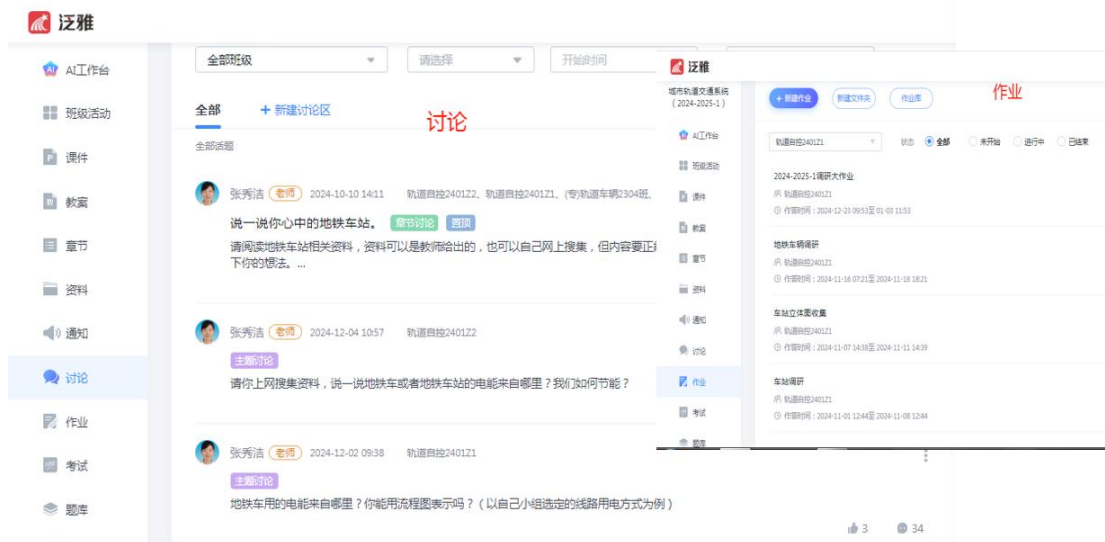 泛雅
AI工作台
班级活动
课件
教案
章节
资料
通知
讨论
作业
考试
题库
全部班级
请选择
开始时间
全部
+ 新建讨论区
讨论
全部话题
张秀洁 老师 2024-10-10 14:11 轨道自控2401Z2、轨道自控2401Z1、(专)轨道车辆2304班、
说一说你心中的地铁车站。 章节讨论 置顶
请阅读地铁车站相关资料，资料可以是教师给出的，也可以自己网上搜集，但内容要正
下你的想法。...
张秀洁 老师 2024-12-04 10:57 轨道自控2401Z2
主题讨论
请你上网搜集资料，说一说地铁车或者地铁车站的电能来自哪里？我们如何节能？
张秀洁 老师 2024-12-02 09:38 轨道自控2401Z1
主题讨论
地铁车用的电能来自哪里？你能用流程图表示吗？（以自己小组选定的线路用电方式为例）
3 34
泛雅
城市轨道交通系统
(2024-2025-1)
AI工作台
班级活动
课件
教案
章节
资料
通知
讨论
作业
考试
题库
+ 新建作业
新建文件夹
作业库
作业
轨道自控2401Z1
状态 全部 未开始 进行中 已结束
2024-2025-1调研大作业
轨道自控2401Z1
作答时间：2024-12-23 09:53至 01-03 11:53
地铁车辆调研
轨道自控2401Z1
作答时间：2024-11-16 07:21至 2024-11-18 18:21
车站立体图收集
轨道自控2401Z1
作答时间：2024-11-07 14:38至 2024-11-11 14:39
车站调研
轨道自控2401Z1
作答时间：2024-11-01 12:44至 2024-11-08 12:44